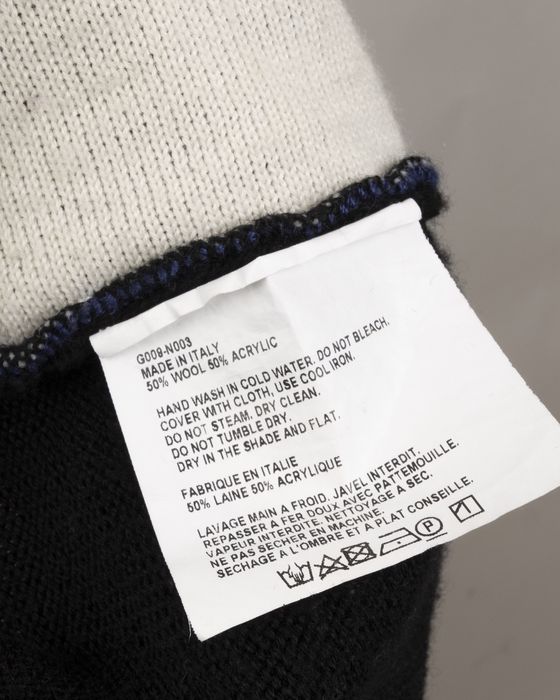 G009-N003
MADE IN ITALY
50% WOOL 50% ACRYLIC
HAND WASH IN COLD WATER. DO NOT BLEACH.
COVER WITH CLOTH, USE COOL IRON.
DO NOT STEAM. DRY CLEAN.
DO NOT TUMBLE DRY.
DRY IN THE SHADE AND FLAT.
FABRIQUE EN ITALIE
50% LAINE 50% ACRYLIQUE
LAVAGE MAIN A FROID. JAVEL INTERDIT.
REPASSER A FER DOUX AVEC PATTEMOUILLE.
VAPEUR INTERDITE. NETTOYAGE A SEC.
NE PAS SECHER EN MACHINE.
SECHAGE A L'OMBRE ET A PLAT CONSEILLE.
P